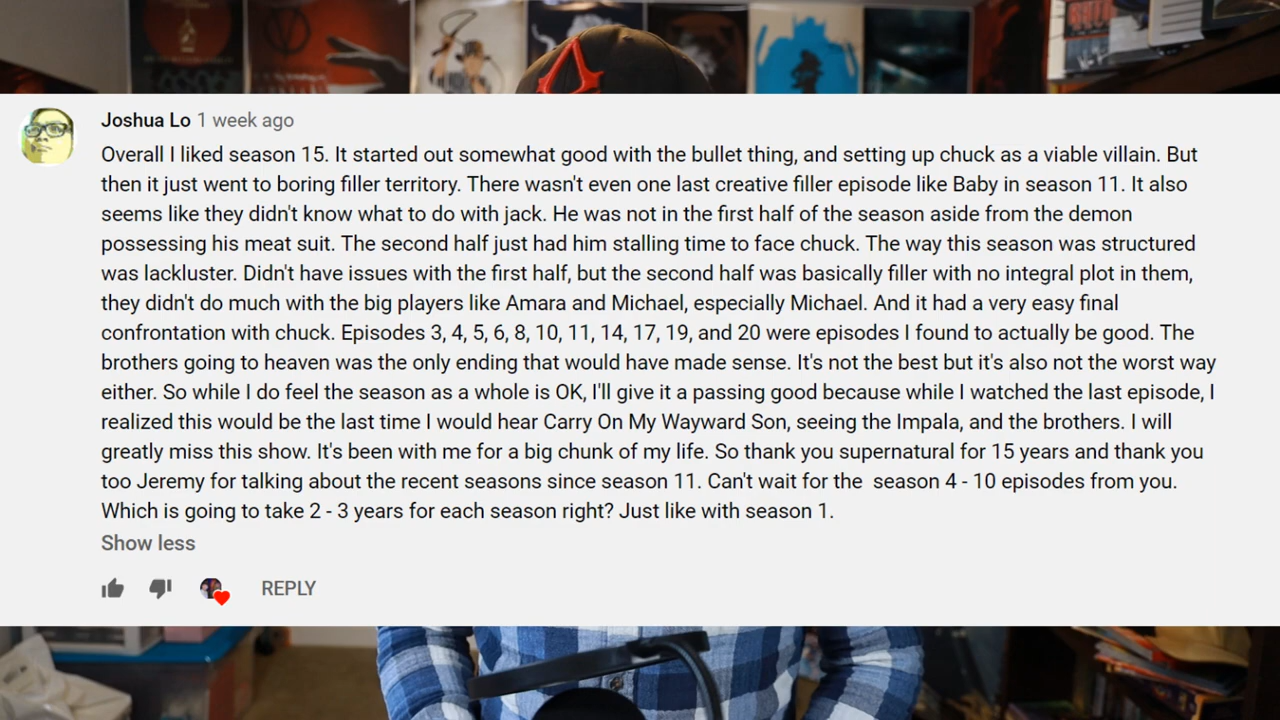 Joshua Lo 1 week ago
Overall I liked season 15. It started out somewhat good with the bullet thing, and setting up chuck as a viable villain. But
then it just went to boring filler territory. There wasn't even one last creative filler episode like Baby in season 11. It also
seems like they didn't know what to do with jack. He was not in the first half of the season aside from the demon
possessing his meat suit. The second half just had him stalling time to face chuck. The way this season was structured
was lackluster. Didn't have issues with the first half, but the second half was basically filler with no integral plot in them,
they didn't do much with the big players like Amara and Michael, especially Michael. And it had a very easy final
confrontation with chuck. Episodes 3, 4, 5, 6, 8, 10, 11, 14, 17, 19, and 20 were episodes I found to actually be good. The
brothers going to heaven was the only ending that would have made sense. It's not the best but it's also not the worst way
either. So while I do feel the season as a whole is OK, I'll give it a passing good because while I watched the last episode, I
realized this would be the last time I would hear Carry On My Wayward Son, seeing the Impala, and the brothers. I will
greatly miss this show. It's been with me for a big chunk of my life. So thank you supernatural for 15 years and thank you
too Jeremy for talking about the recent seasons since season 11. Can't wait for the  season 4 - 10 episodes from you.
Which is going to take 2 - 3 years for each season right? Just like with season 1.
Show less
REPLY